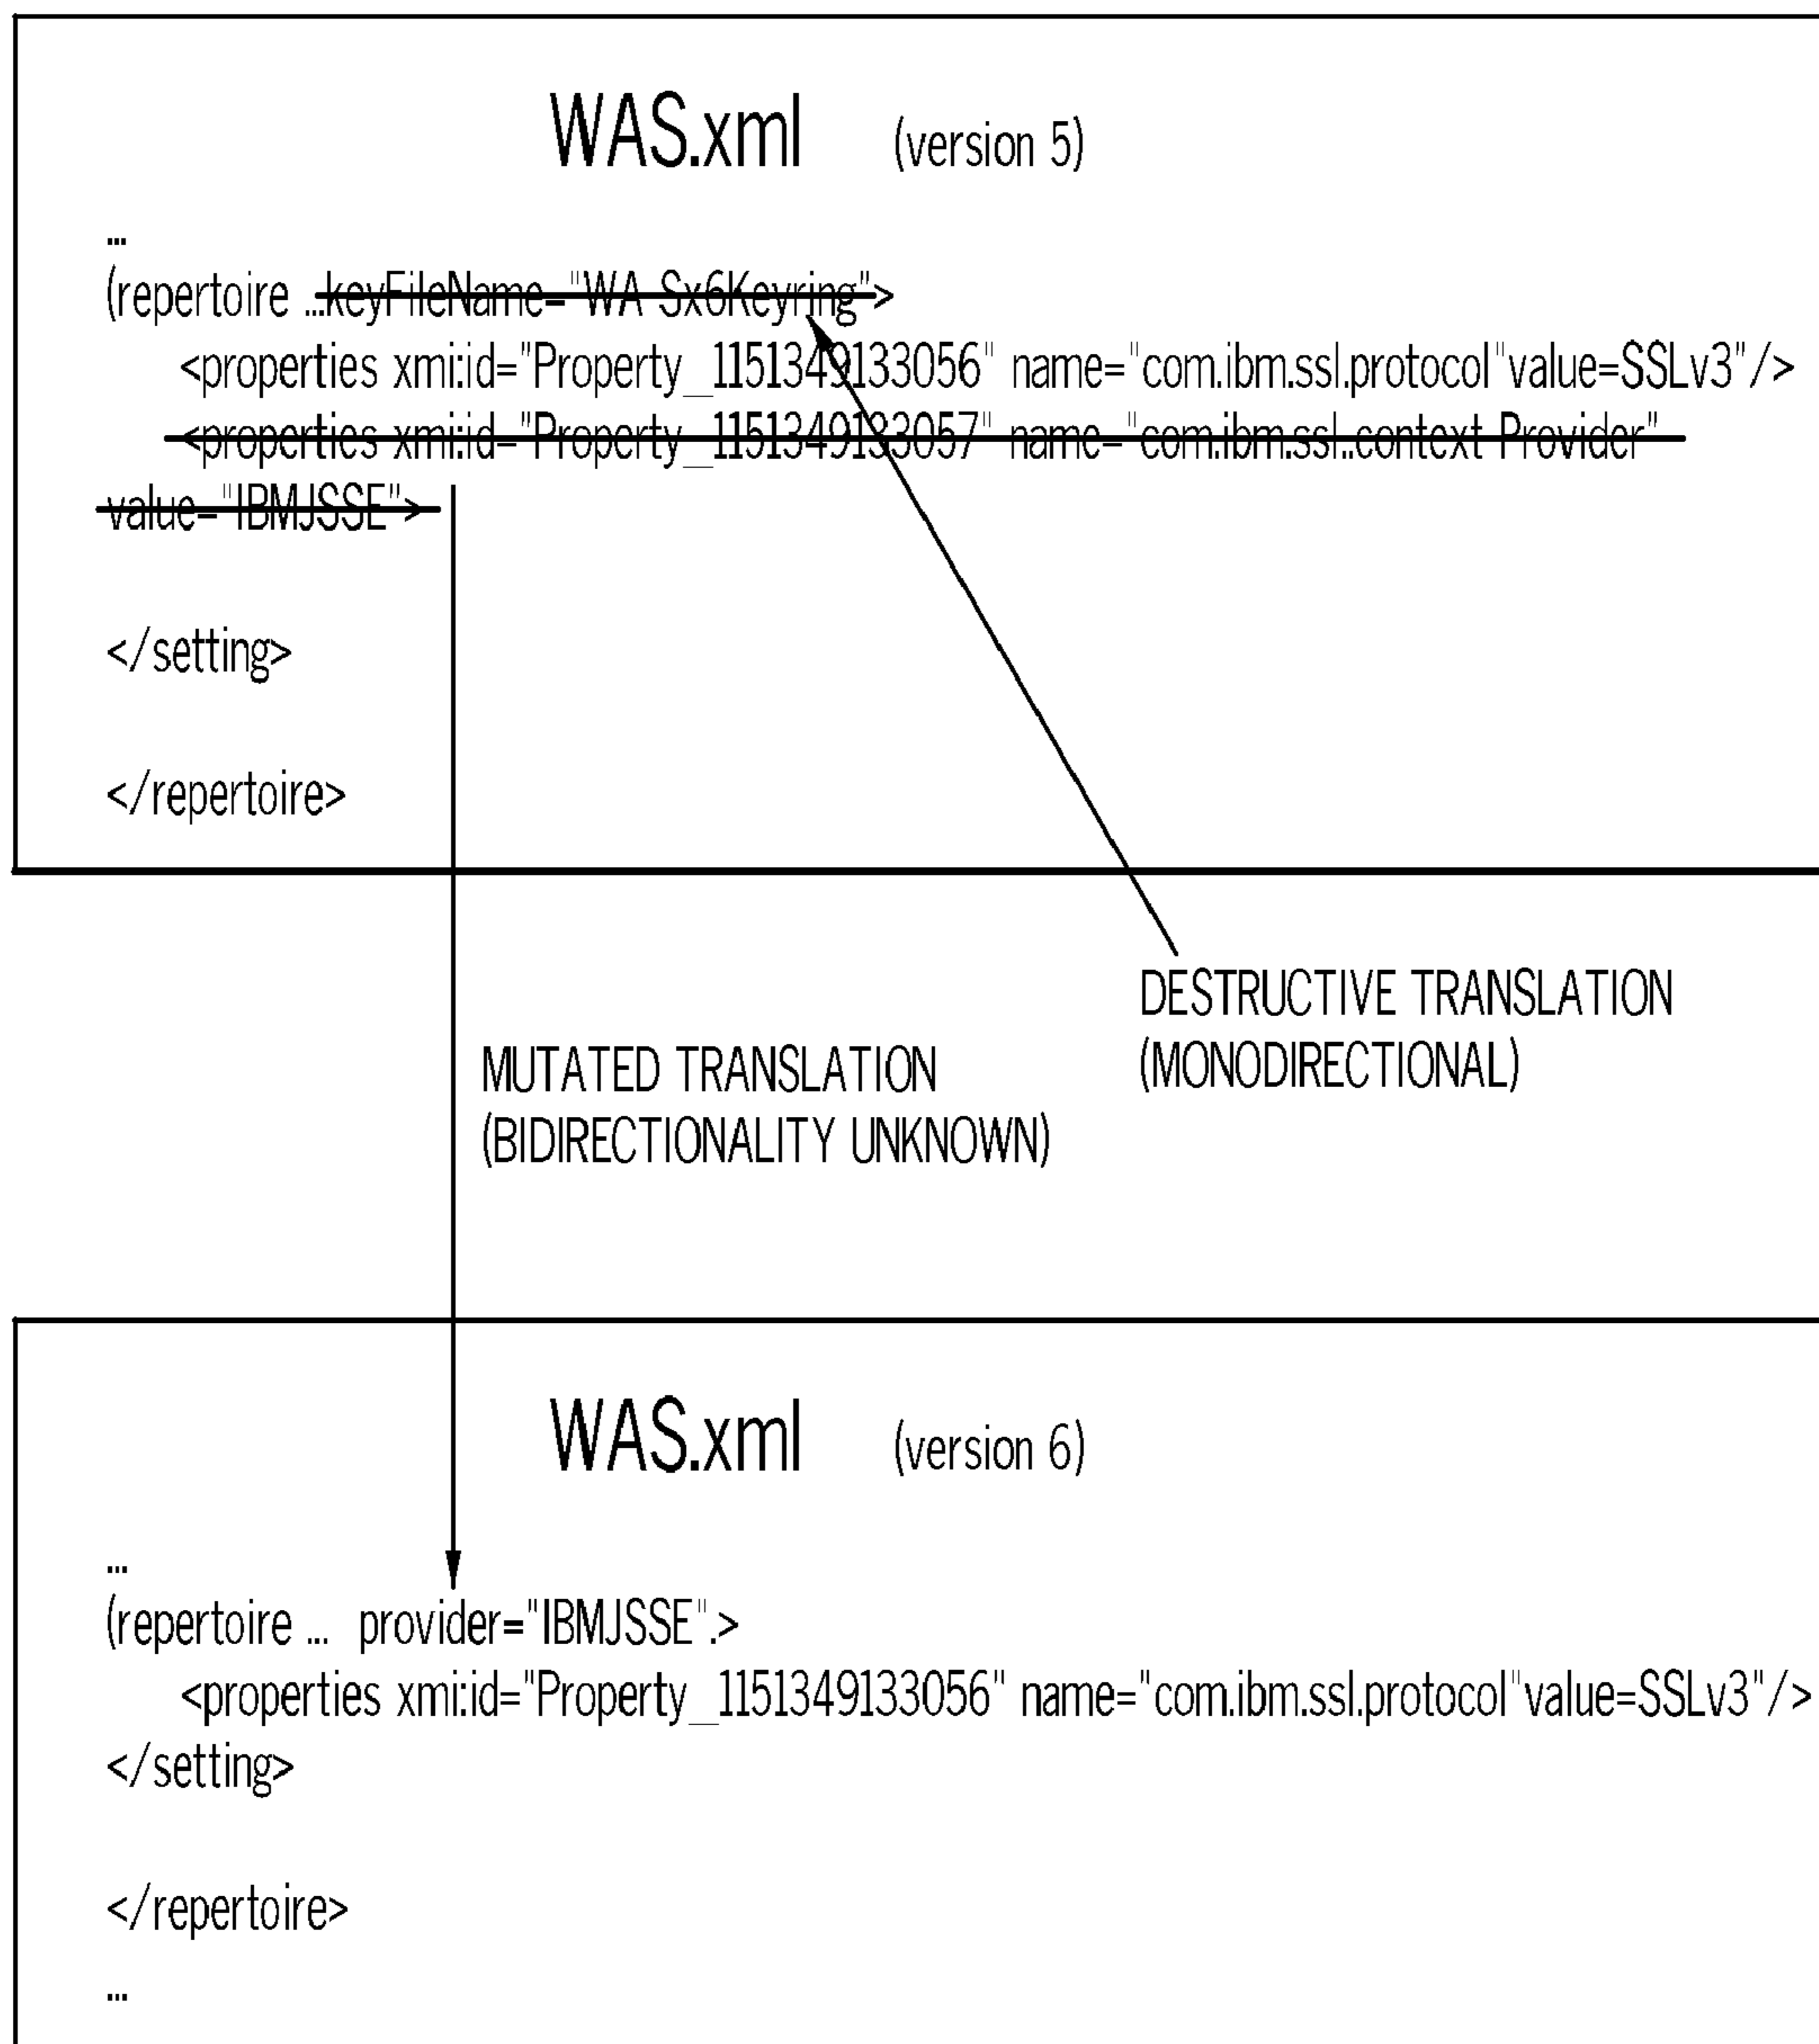 WAS.xml (version 5)
...
(repertoire ...keyFileName="WA Sx6Keyring">
<properties xmi:id="Property_1151349133056" name="com.ibm.ssl.protocol"value=SSLv3"/>
<properties xmi:id="Property_1151349133057" name="com.ibm.ssl..context Provider"
value="IBMJSSE">
</setting>
</repertoire>
DESTRUCTIVE TRANSLATION
(MONODIRECTIONAL)
MUTATED TRANSLATION
(BIDIRECTIONALITY UNKNOWN)
WAS.xml (version 6)
...
(repertoire ... provider="IBMJSSE".>
<properties xmi:id="Property_1151349133056" name="com.ibm.ssl.protocol"value=SSLv3"/>
</setting>
</repertoire>
...